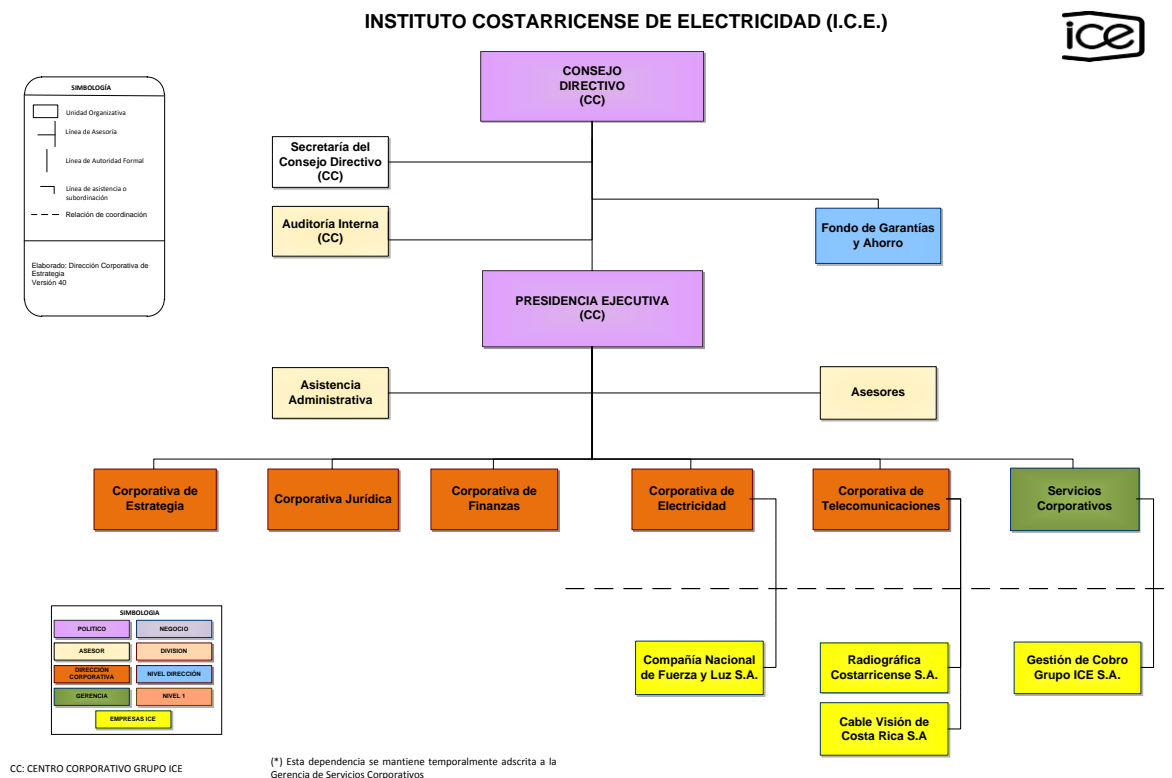 INSTITUTO COSTARRICENSE DE ELECTRICIDAD (I.C.E.)
ice
SIMBOLOGÍA
Unidad Organizativa
Línea de Asesoría
Línea de Autoridad Formal
Línea de asistencia o
subordinación
Relación de coordinación
Elaborado: Dirección Corporativa de
Estrategia
Versión 40
CONSEJO
DIRECTIVO
(CC)
Secretaría del
Consejo Directivo
(CC)
Auditoría Interna
(CC)
Fondo de Garantías
y Ahorro
PRESIDENCIA EJECUTIVA
(CC)
Asistencia
Administrativa
Asesores
Corporativa de
Estrategia
Corporativa Jurídica
Corporativa de
Finanzas
Corporativa de
Electricidad
Corporativa de
Telecomunicaciones
Servicios
Corporativos
Compañía Nacional
de Fuerza y Luz S.A.
Radiográfica
Costarricense S.A.
Cable Visión de
Costa Rica S.A
Gestión de Cobro
Grupo ICE S.A.
SIMBOLOGIA
POLITICO
NEGOCIO
ASESOR
DIVISION
DIRECCIÓN
CORPORATIVA
NIVEL DIRECCIÓN
GERENCIA
NIVEL 1
EMPRESAS ICE
CC: CENTRO CORPORATIVO GRUPO ICE
(*) Esta dependencia se mantiene temporalmente adscrita a la
Gerencia de Servicios Corporativos